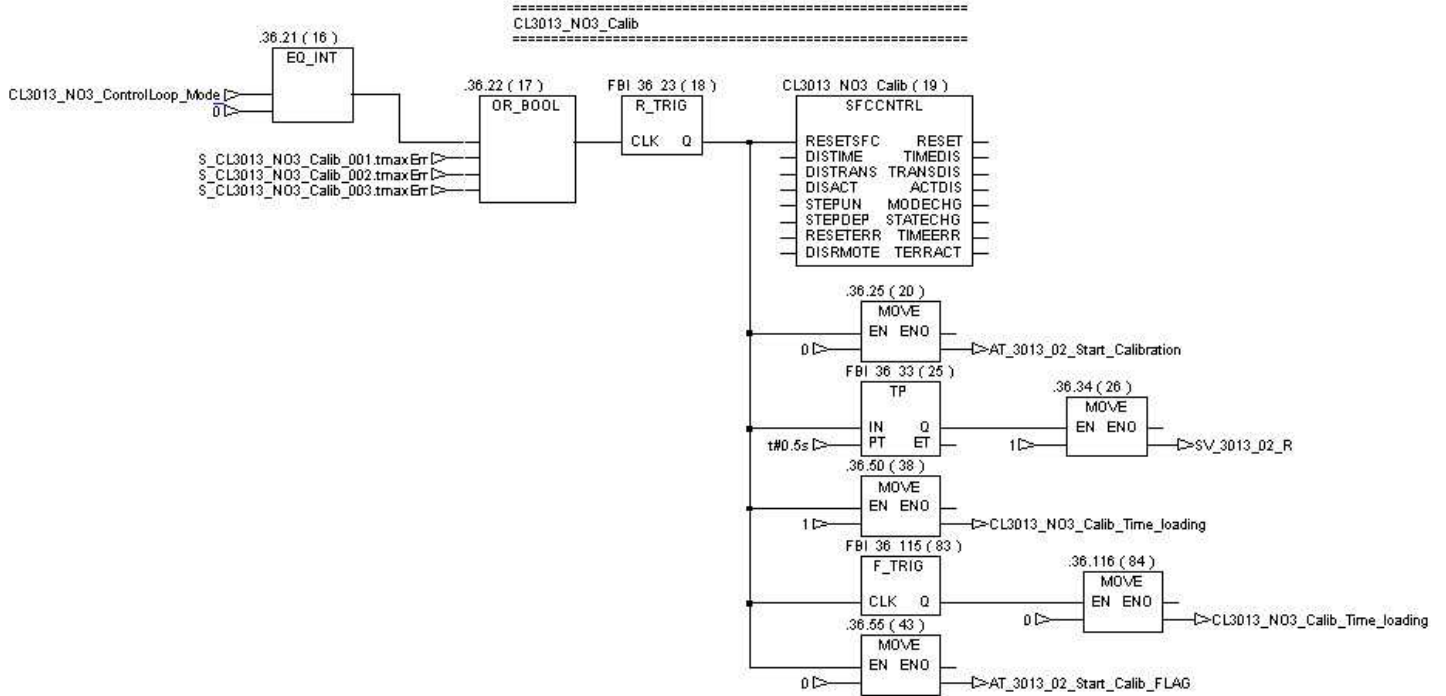 ================================================================
CL3013_NO3_Calib
================================================================
.36.21 ( 16 )
EQ_INT
CL3013_NO3_ControlLoop_Mode
0
.36.22 ( 17 )
OR_BOOL
S_CL3013_NO3_Calib_001.tmaxErr
S_CL3013_NO3_Calib_002.tmaxErr
S_CL3013_NO3_Calib_003.tmaxErr
FBI_36_23 ( 18 )
R_TRIG
CLK Q
CL3013_NO3_Calib ( 19 )
SFCCNTRL
RESETSFC RESET
DISTIME TIMEDIS
DISTRANS TRANSDIS
DISACT ACTDIS
STEPUN MODECHG
STEPDEP STATECHG
RESETERR TIMEERR
DISRMOTE TERRACT
.36.25 ( 20 )
MOVE
EN ENO
0 AT_3013_02_Start_Calibration
FBI_36_33 ( 25 )
TP
IN Q
t#0.5s PT ET
.36.34 ( 26 )
MOVE
EN ENO
1 SV_3013_02_R
.36.50 ( 38 )
MOVE
EN ENO
1 CL3013_NO3_Calib_Time_loading
FBI_36_115 ( 83 )
F_TRIG
CLK Q
.36.116 ( 84 )
MOVE
EN ENO
0 CL3013_NO3_Calib_Time_loading
.36.55 ( 43 )
MOVE
EN ENO
0 AT_3013_02_Start_Calib_FLAG